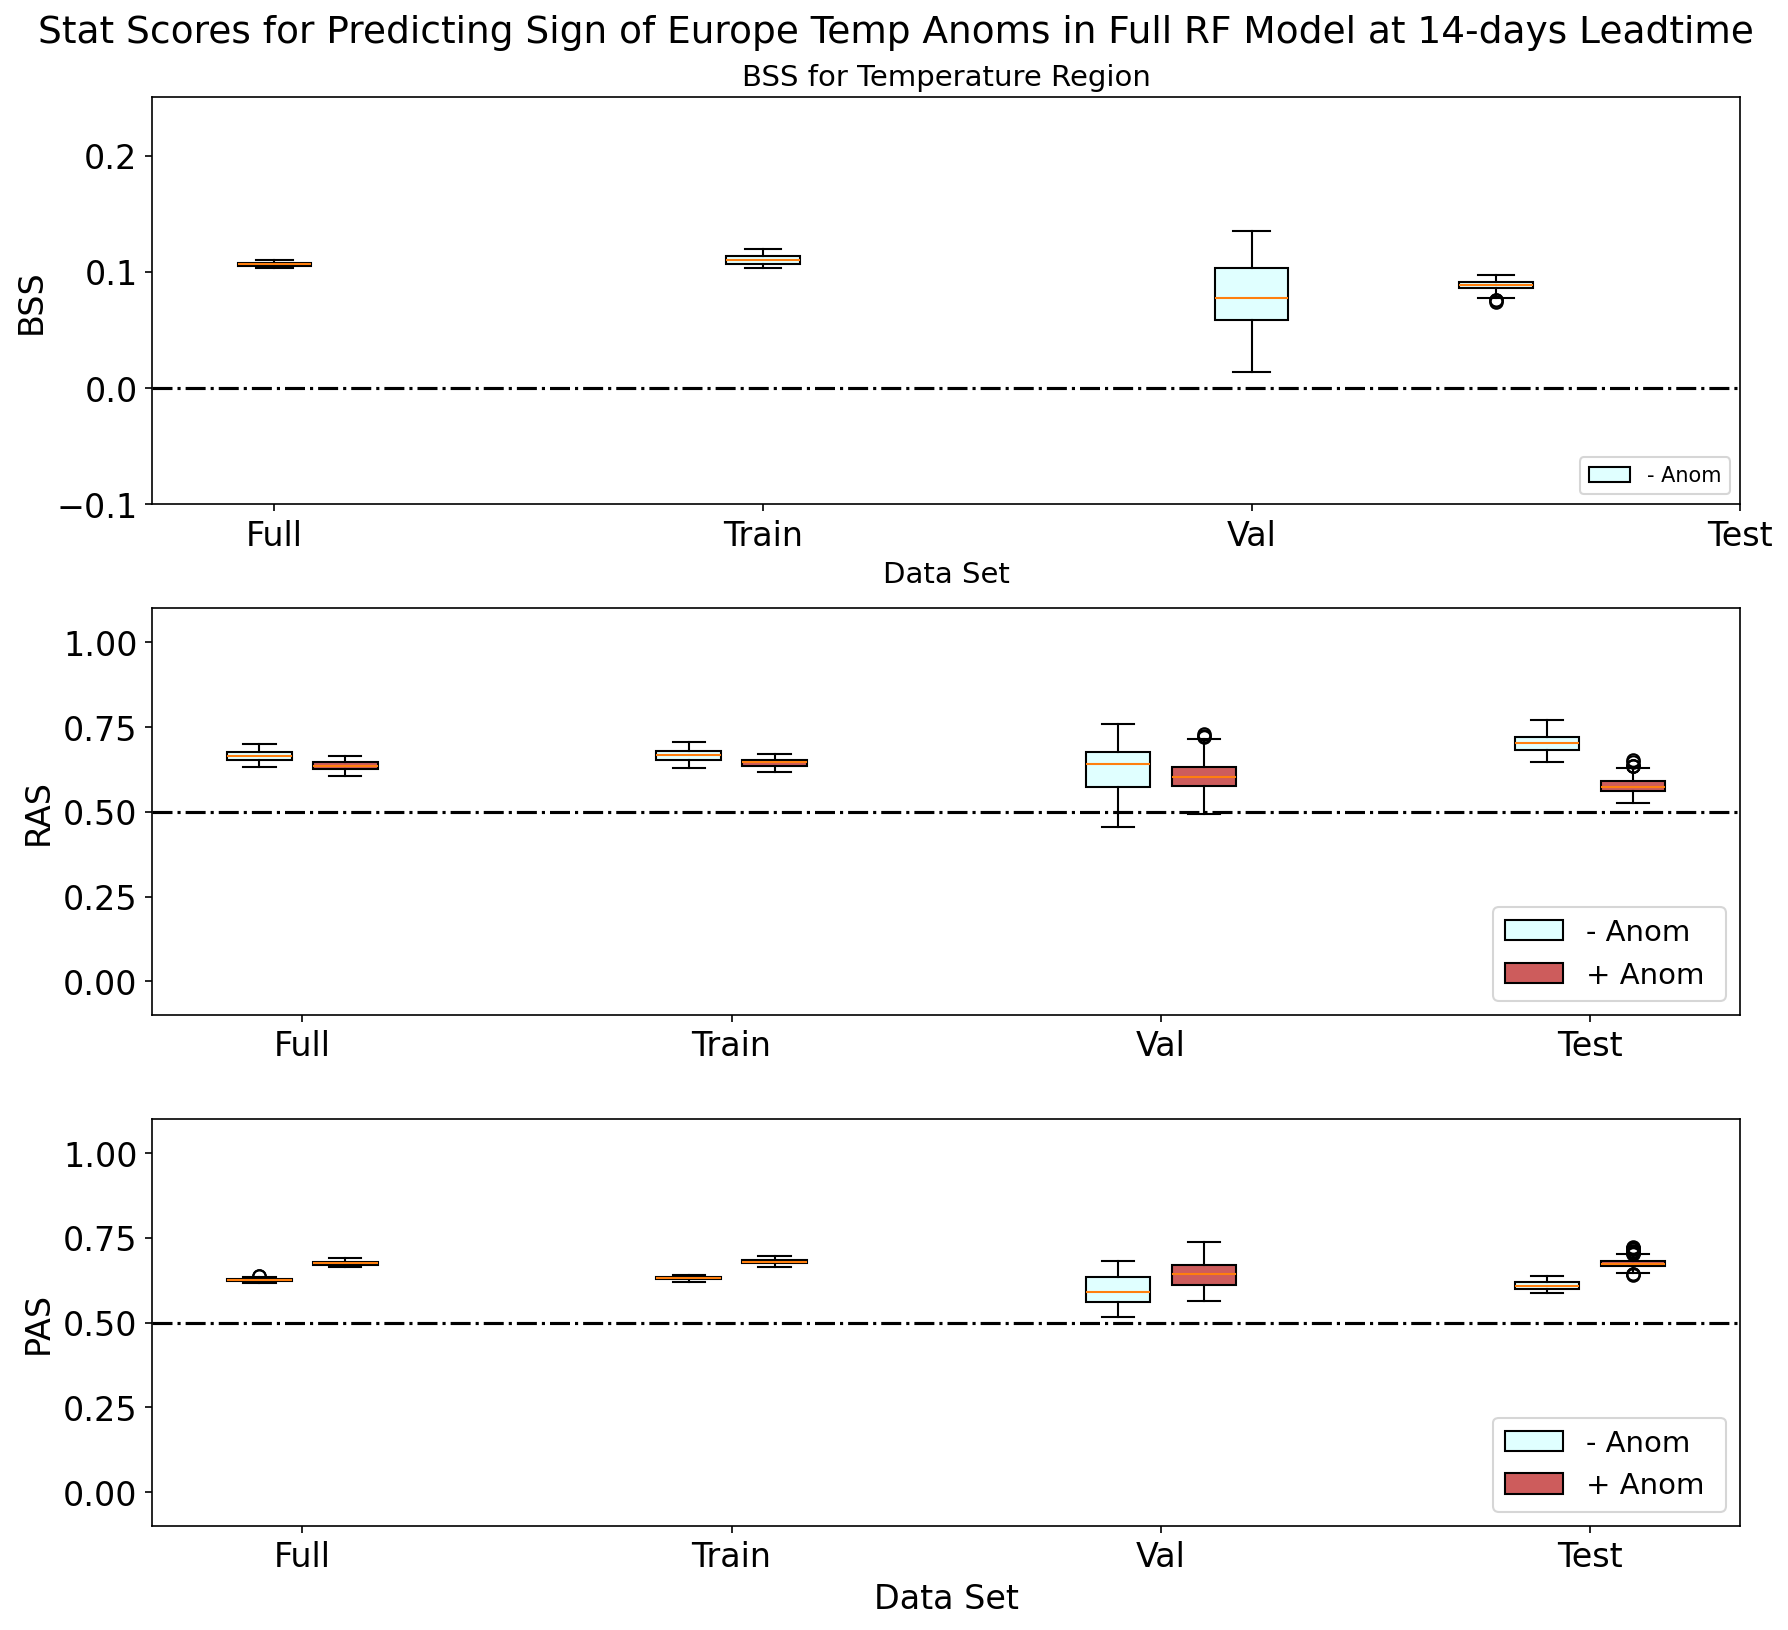 Stat Scores for Predicting Sign of Europe Temp Anoms in Full RF Model at 14-days Leadtime
BSS for Temperature Region
BSS
0.2
0.1
0.0
−0.1
- Anom
Full Train Val Test
Data Set
RAS
1.00
0.75
0.50
0.25
0.00
- Anom
+ Anom
Full Train Val Test
PAS
1.00
0.75
0.50
0.25
0.00
- Anom
+ Anom
Full Train Val Test
Data Set